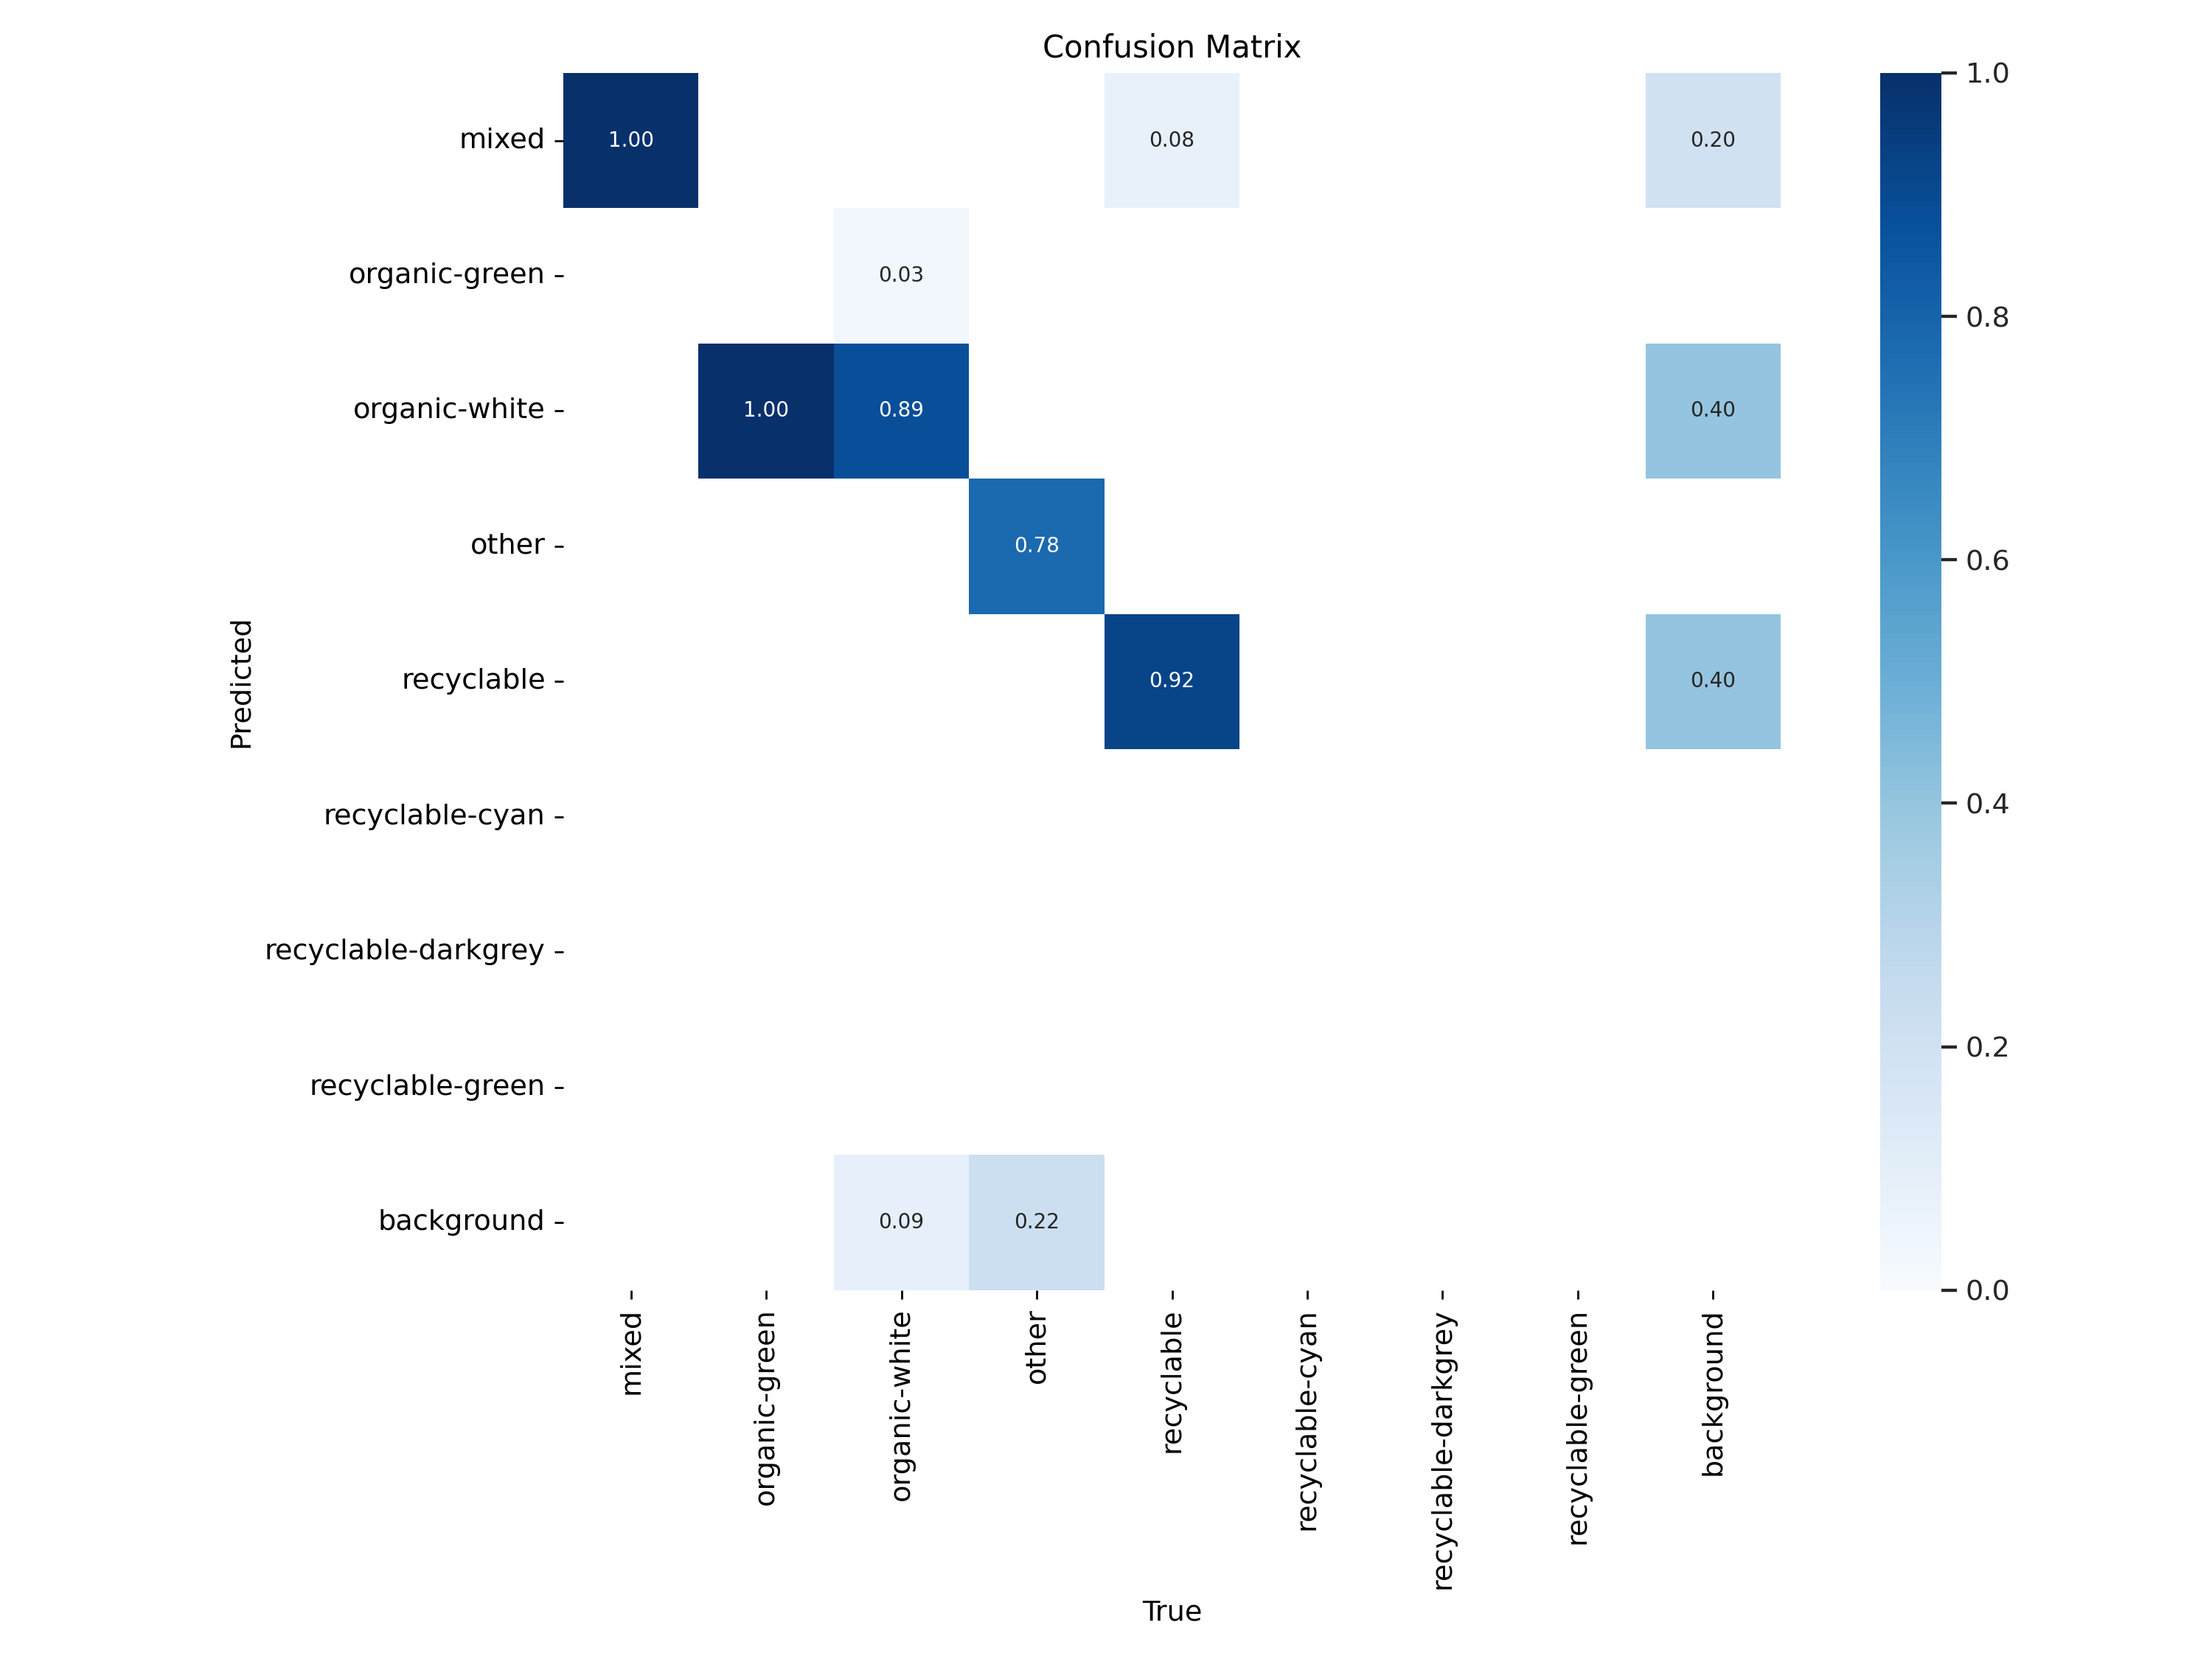 Confusion Matrix
mixed
1.00
0.08
0.20
organic-green
0.03
organic-white
1.00
0.89
0.40
other
0.78
recyclable
0.92
0.40
recyclable-cyan
recyclable-darkgrey
recyclable-green
background
0.09
0.22
Predicted
mixed
organic-green
organic-white
other
recyclable
recyclable-cyan
recyclable-darkgrey
recyclable-green
background
True
1.0
0.8
0.6
0.4
0.2
0.0